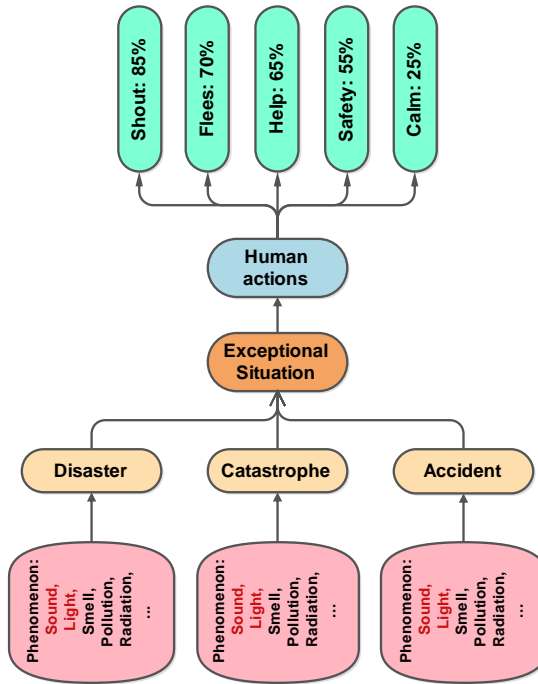 Shout: 85%
Flees: 70%
Help: 65%
Safety: 55%
Calm: 25%
Human
actions
Exceptional
Situation
Disaster
Catastrophe
Accident
Phenomenon:
Sound,
Light,
Smell,
Pollution,
Radiation,
...
Phenomenon:
Sound,
Light,
Smell,
Pollution,
Radiation,
...
Phenomenon:
Sound,
Light,
Smell,
Pollution,
Radiation,
...